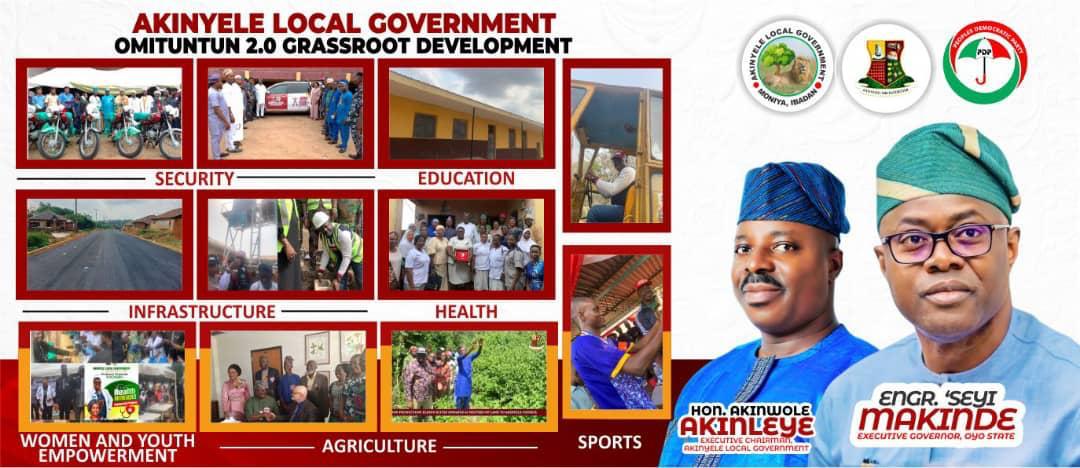 AKINYELE LOCAL GOVERNMENT
OMITUNTUN 2.0 GRASSROOT DEVELOPMENT
SECURITY
EDUCATION
INFRASTRUCTURE
HEALTH
WOMEN AND YOUTH
EMPOWERMENT
AGRICULTURE
SPORTS
AKINYELE LOCAL GOVERNMENT
MONIYA, IBADAN
PEOPLES DEMOCRATIC PARTY
PDP
HON. AKINWOLE
AKINLEYE
EXECUTIVE CHAIRMAN,
AKINYELE LOCAL GOVERNMENT
ENGR. ‘SEYI
MAKINDE
EXECUTIVE GOVERNOR, OYO STATE